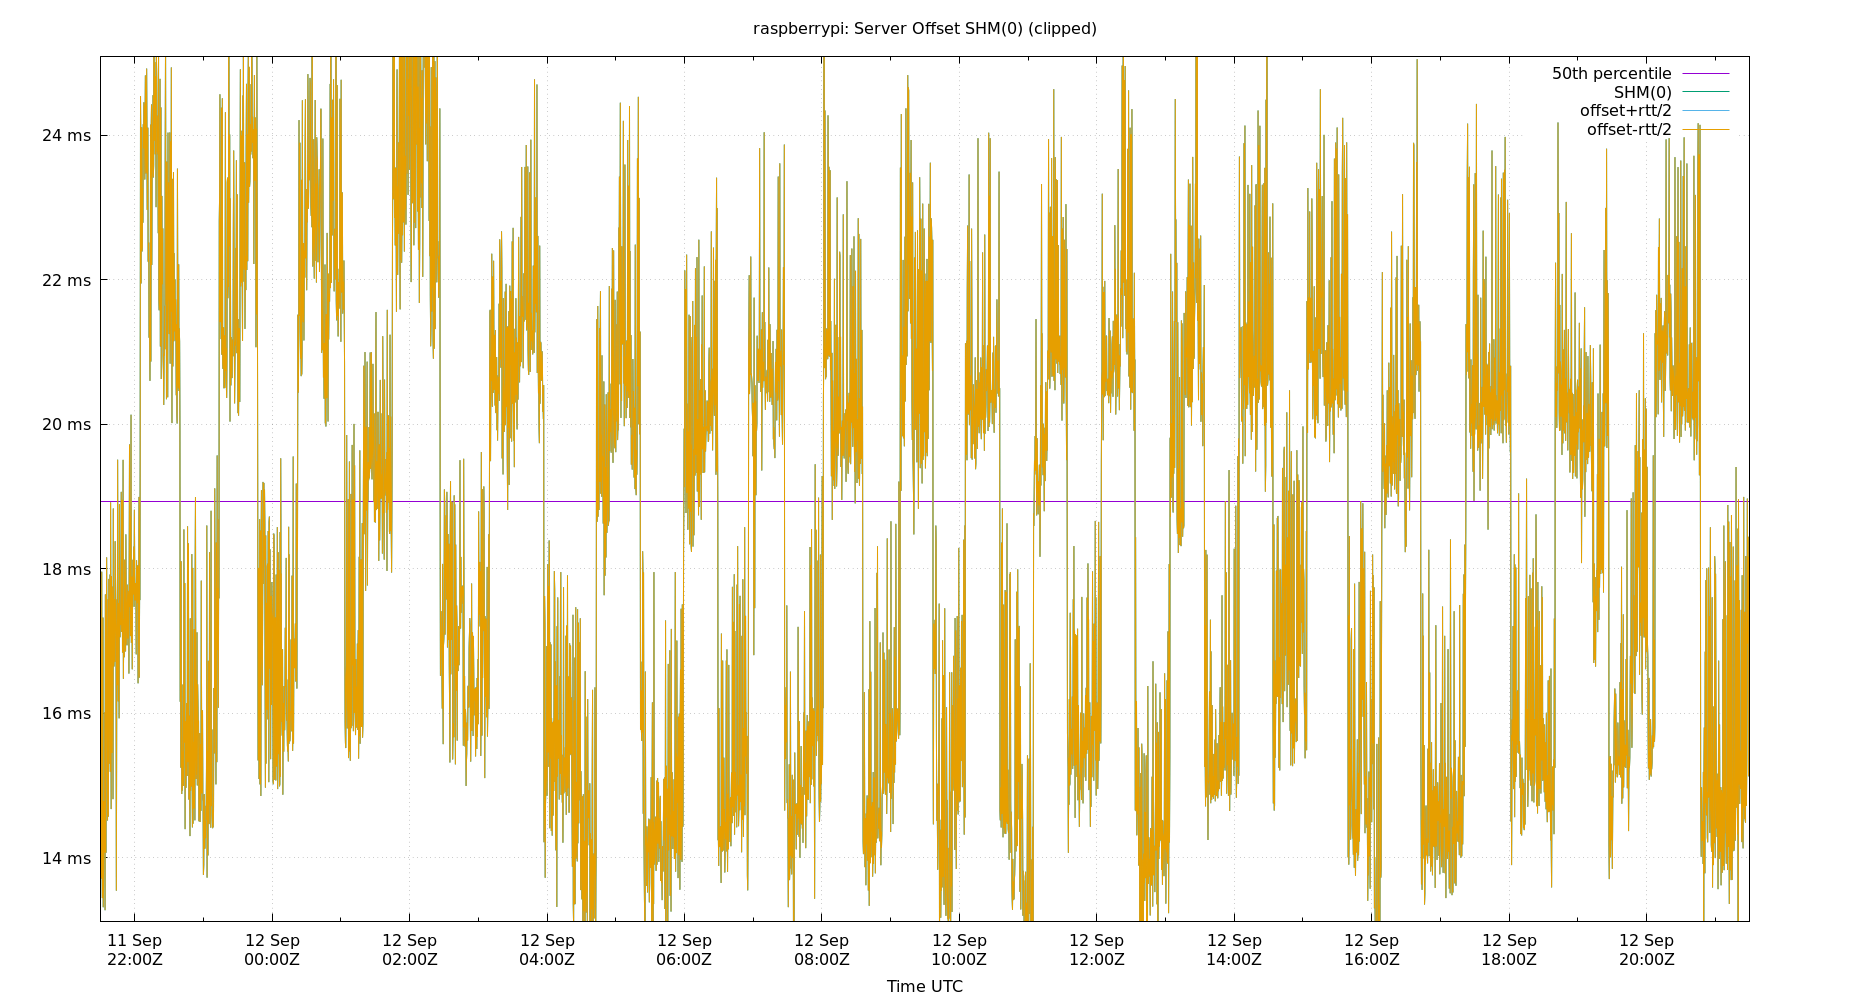 raspberrypi: Server Offset SHM(0) (clipped)
50th percentile
SHM(0)
offset+rtt/2
offset-rtt/2
24 ms
22 ms
20 ms
18 ms
16 ms
14 ms
11 Sep 12 Sep 12 Sep 12 Sep 12 Sep 12 Sep 12 Sep 12 Sep 12 Sep 12 Sep 12 Sep 12 Sep
22:00Z 00:00Z 02:00Z 04:00Z 06:00Z 08:00Z 10:00Z 12:00Z 14:00Z 16:00Z 18:00Z 20:00Z
Time UTC